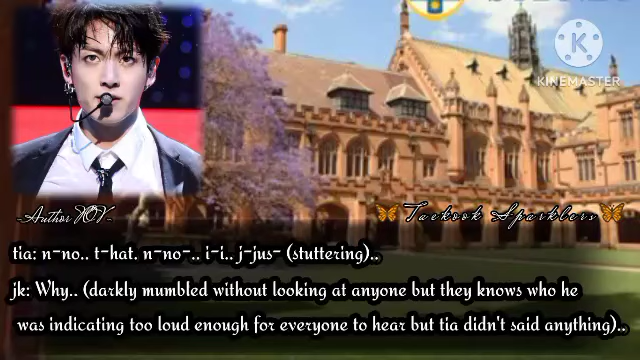 KINEMASTER
-Author POV-
Taekook Sparklers
tia: n-no.. t-hat. n-no-.. i-i.. j-jus- (stuttering)..
jk: Why.. (darkly mumbled without looking at anyone but they knows who he
was indicating too loud enough for everyone to hear but tia didn't said anything)..